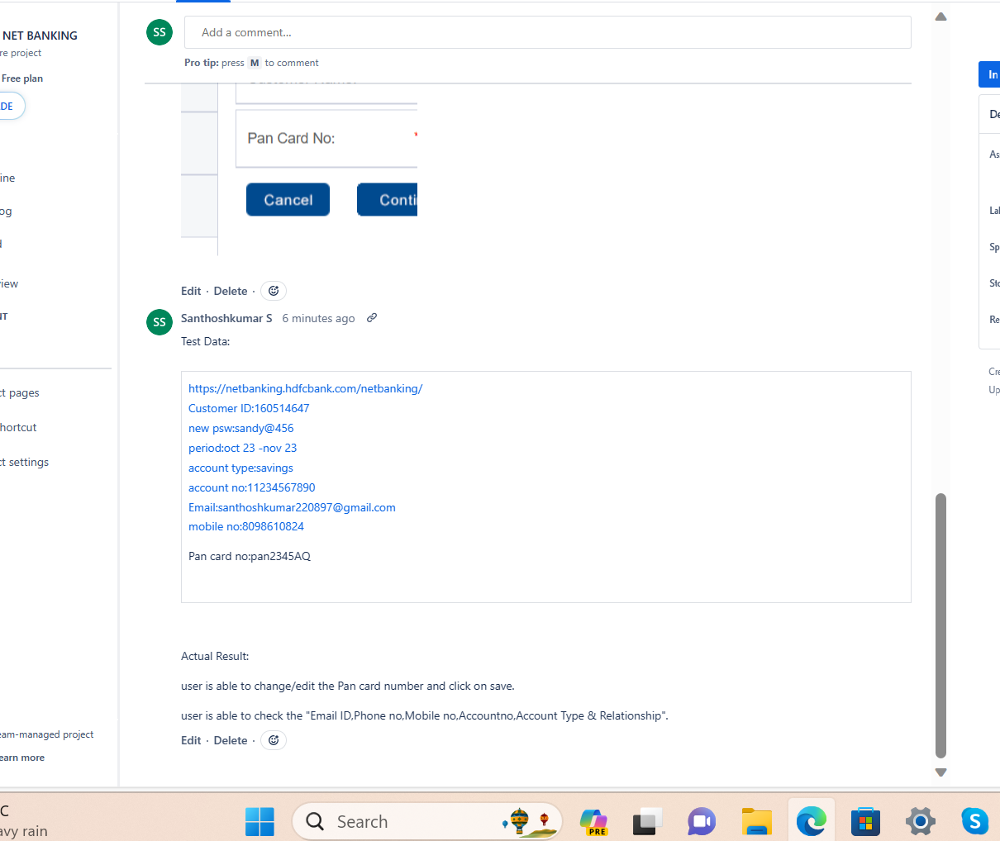 NET BANKING
re project
Free plan
DE
ine
og
d
iew
NT
ct pages
hortcut
ct settings
eam-managed project
earn more
SS
Add a comment...
Pro tip: press M to comment
Pan Card No: *
Cancel
Conti
Edit · Delete ·
SS
Santhoshkumar S 6 minutes ago
Test Data:
https://netbanking.hdfcbank.com/netbanking/
Customer ID:160514647
new psw:sandy@456
period:oct 23 -nov 23
account type:savings
account no:11234567890
Email:santhoshkumar220897@gmail.com
mobile no:8098610824
Pan card no:pan2345AQ
Actual Result:
user is able to change/edit the Pan card number and click on save.
user is able to check the "Email ID,Phone no,Mobile no,Accountno,Account Type & Relationship".
Edit · Delete ·
In
De
As
Lal
Sp
Sto
Re
Cre
Up
C
avy rain
Search
PRE
S